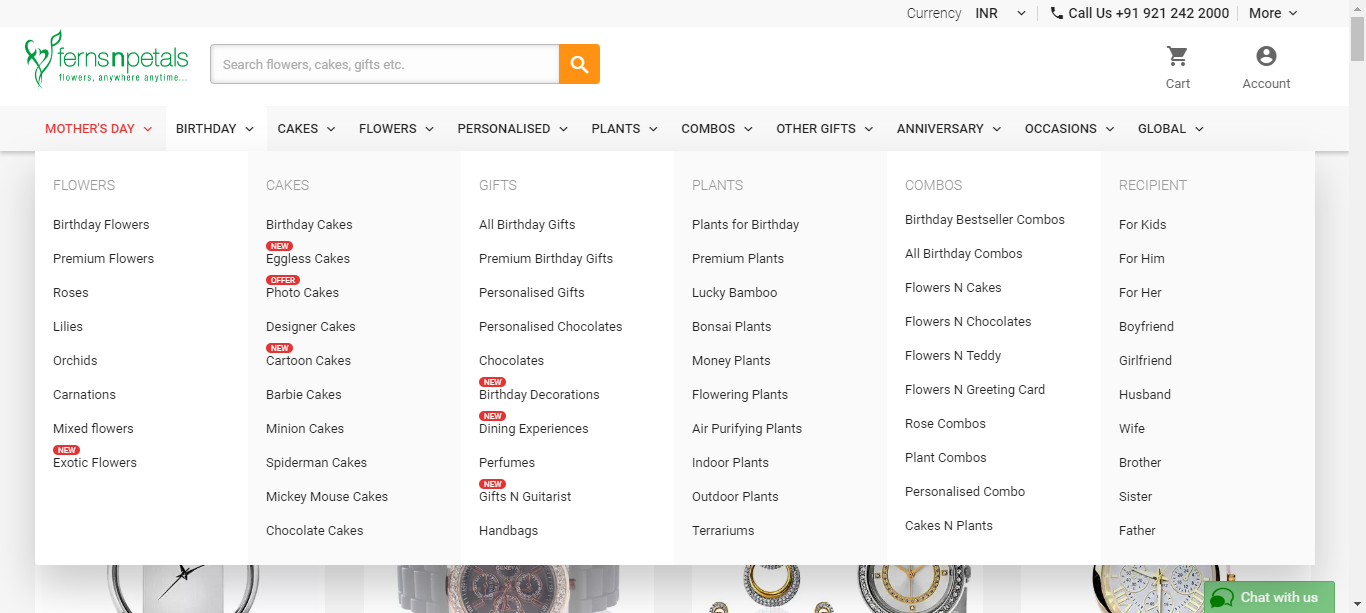 Currency INR Call Us +91 921 242 2000 More
fernsnpetals
flowers, anywhere anytime...
Search flowers, cakes, gifts etc.
Cart
Account
MOTHER'S DAY BIRTHDAY CAKES FLOWERS PERSONALISED PLANTS COMBOS OTHER GIFTS ANNIVERSARY OCCASIONS GLOBAL
FLOWERS
Birthday Flowers
Premium Flowers
Roses
Lilies
Orchids
Carnations
Mixed flowers
NEW
Exotic Flowers
CAKES
Birthday Cakes
NEW
Eggless Cakes
OFFER
Photo Cakes
Designer Cakes
NEW
Cartoon Cakes
Barbie Cakes
Minion Cakes
Spiderman Cakes
Mickey Mouse Cakes
Chocolate Cakes
GIFTS
All Birthday Gifts
Premium Birthday Gifts
Personalised Gifts
Personalised Chocolates
Chocolates
NEW
Birthday Decorations
NEW
Dining Experiences
Perfumes
NEW
Gifts N Guitarist
Handbags
PLANTS
Plants for Birthday
Premium Plants
Lucky Bamboo
Bonsai Plants
Money Plants
Flowering Plants
Air Purifying Plants
Indoor Plants
Outdoor Plants
Terrariums
COMBOS
Birthday Bestseller Combos
All Birthday Combos
Flowers N Cakes
Flowers N Chocolates
Flowers N Teddy
Flowers N Greeting Card
Rose Combos
Plant Combos
Personalised Combo
Cakes N Plants
RECIPIENT
For Kids
For Him
For Her
Boyfriend
Girlfriend
Husband
Wife
Brother
Sister
Father
GENEVA
Chat with us